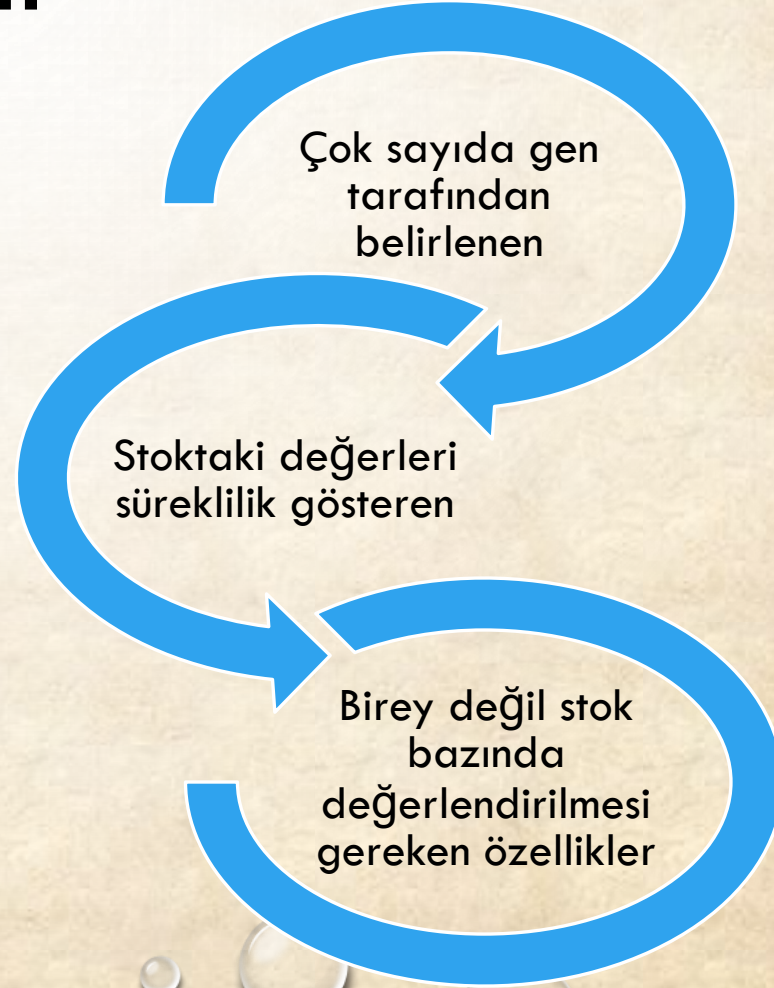 Çok sayıda gen
tarafından
belirlenen
Stoktaki değerleri
süreklilik gösteren
Birey değil stok
bazında
değerlendirilmesi
gereken özellikler